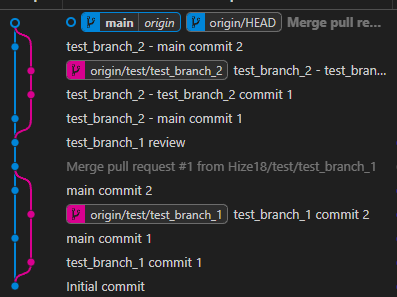 main origin origin/HEAD Merge pull re...
test_branch_2 - main commit 2
origin/test/test_branch_2 test_branch_2 - test_bran...
test_branch_2 - test_branch_2 commit 1
test_branch_2 - main commit 1
test_branch_1 review
Merge pull request #1 from Hize18/test/test_branch_1
main commit 2
origin/test/test_branch_1 test_branch_1 commit 2
main commit 1
test_branch_1 commit 1
Initial commit